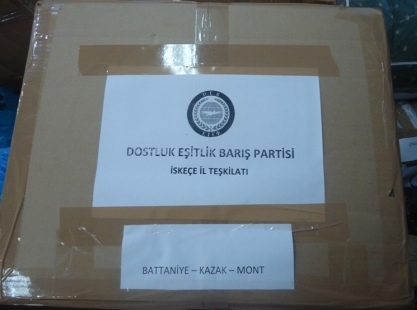 DOSTLUK EŞİTLİK BARIŞ PARTİSİ
İSKEÇE İL TEŞKİLATI
BATTANİYE – KAZAK – MONT